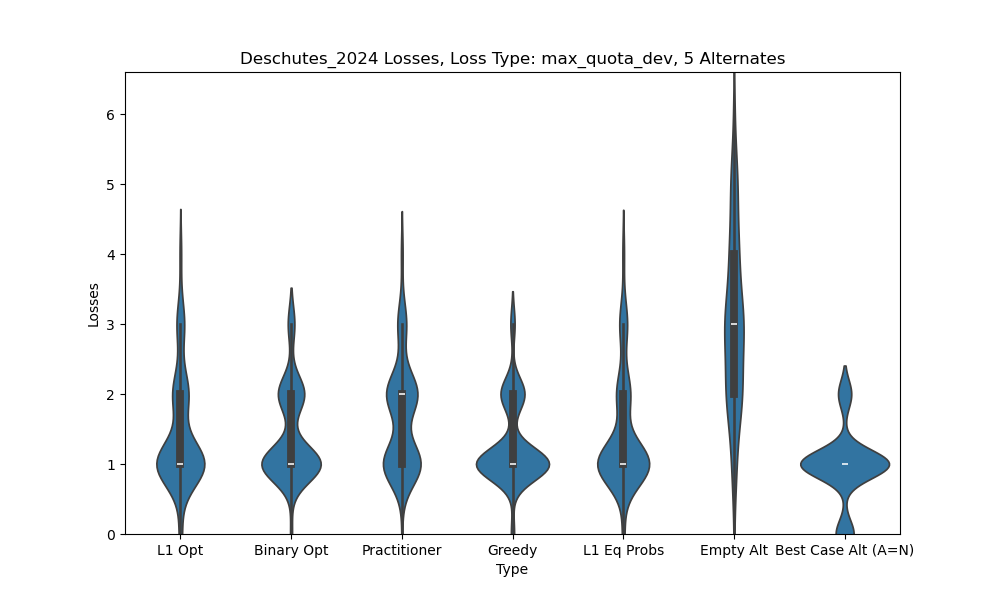 Deschutes_2024 Losses, Loss Type: max_quota_dev, 5 Alternates
Losses
6
5
4
3
2
1
0
L1 Opt Binary Opt Practitioner Greedy L1 Eq Probs Empty Alt Best Case Alt (A=N)
Type